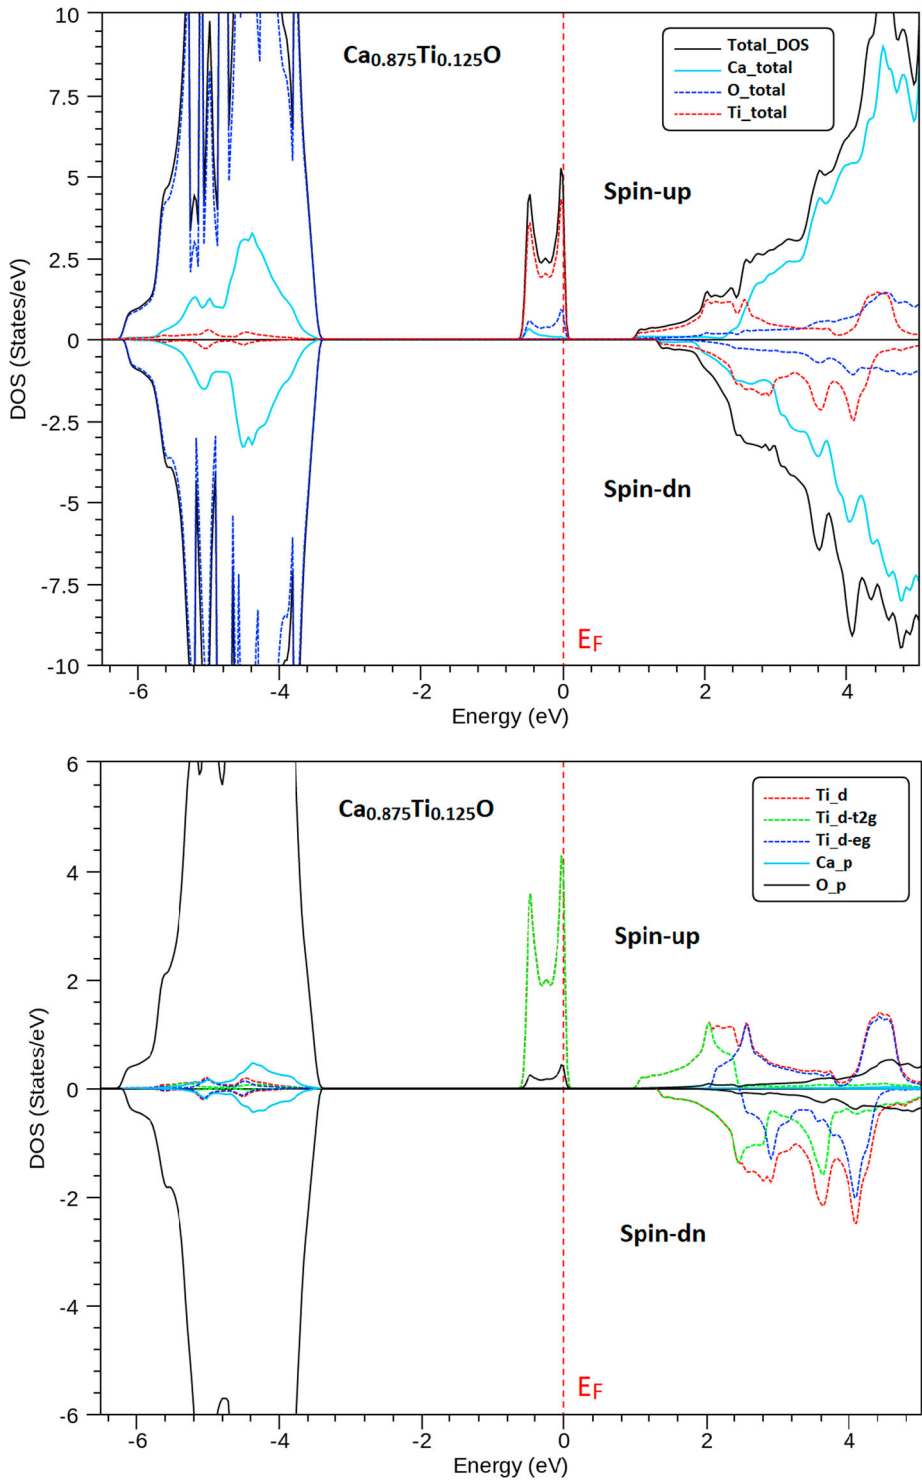 10
Ca0.875Ti0.125O
Total_DOS
Ca_total
O_total
Ti_total
7.5
5
Spin-up
2.5
DOS (States/eV)
0
-2.5
Spin-dn
-5
-7.5
EF
-10
-6 -4 -2 0 2 4
Energy (eV)
6
Ca0.875Ti0.125O
Ti_d
Ti_d-t2g
Ti_d-eg
Ca_p
O_p
4
Spin-up
2
DOS (States/eV)
0
-2
Spin-dn
-4
EF
-6
-6 -4 -2 0 2 4
Energy (eV)